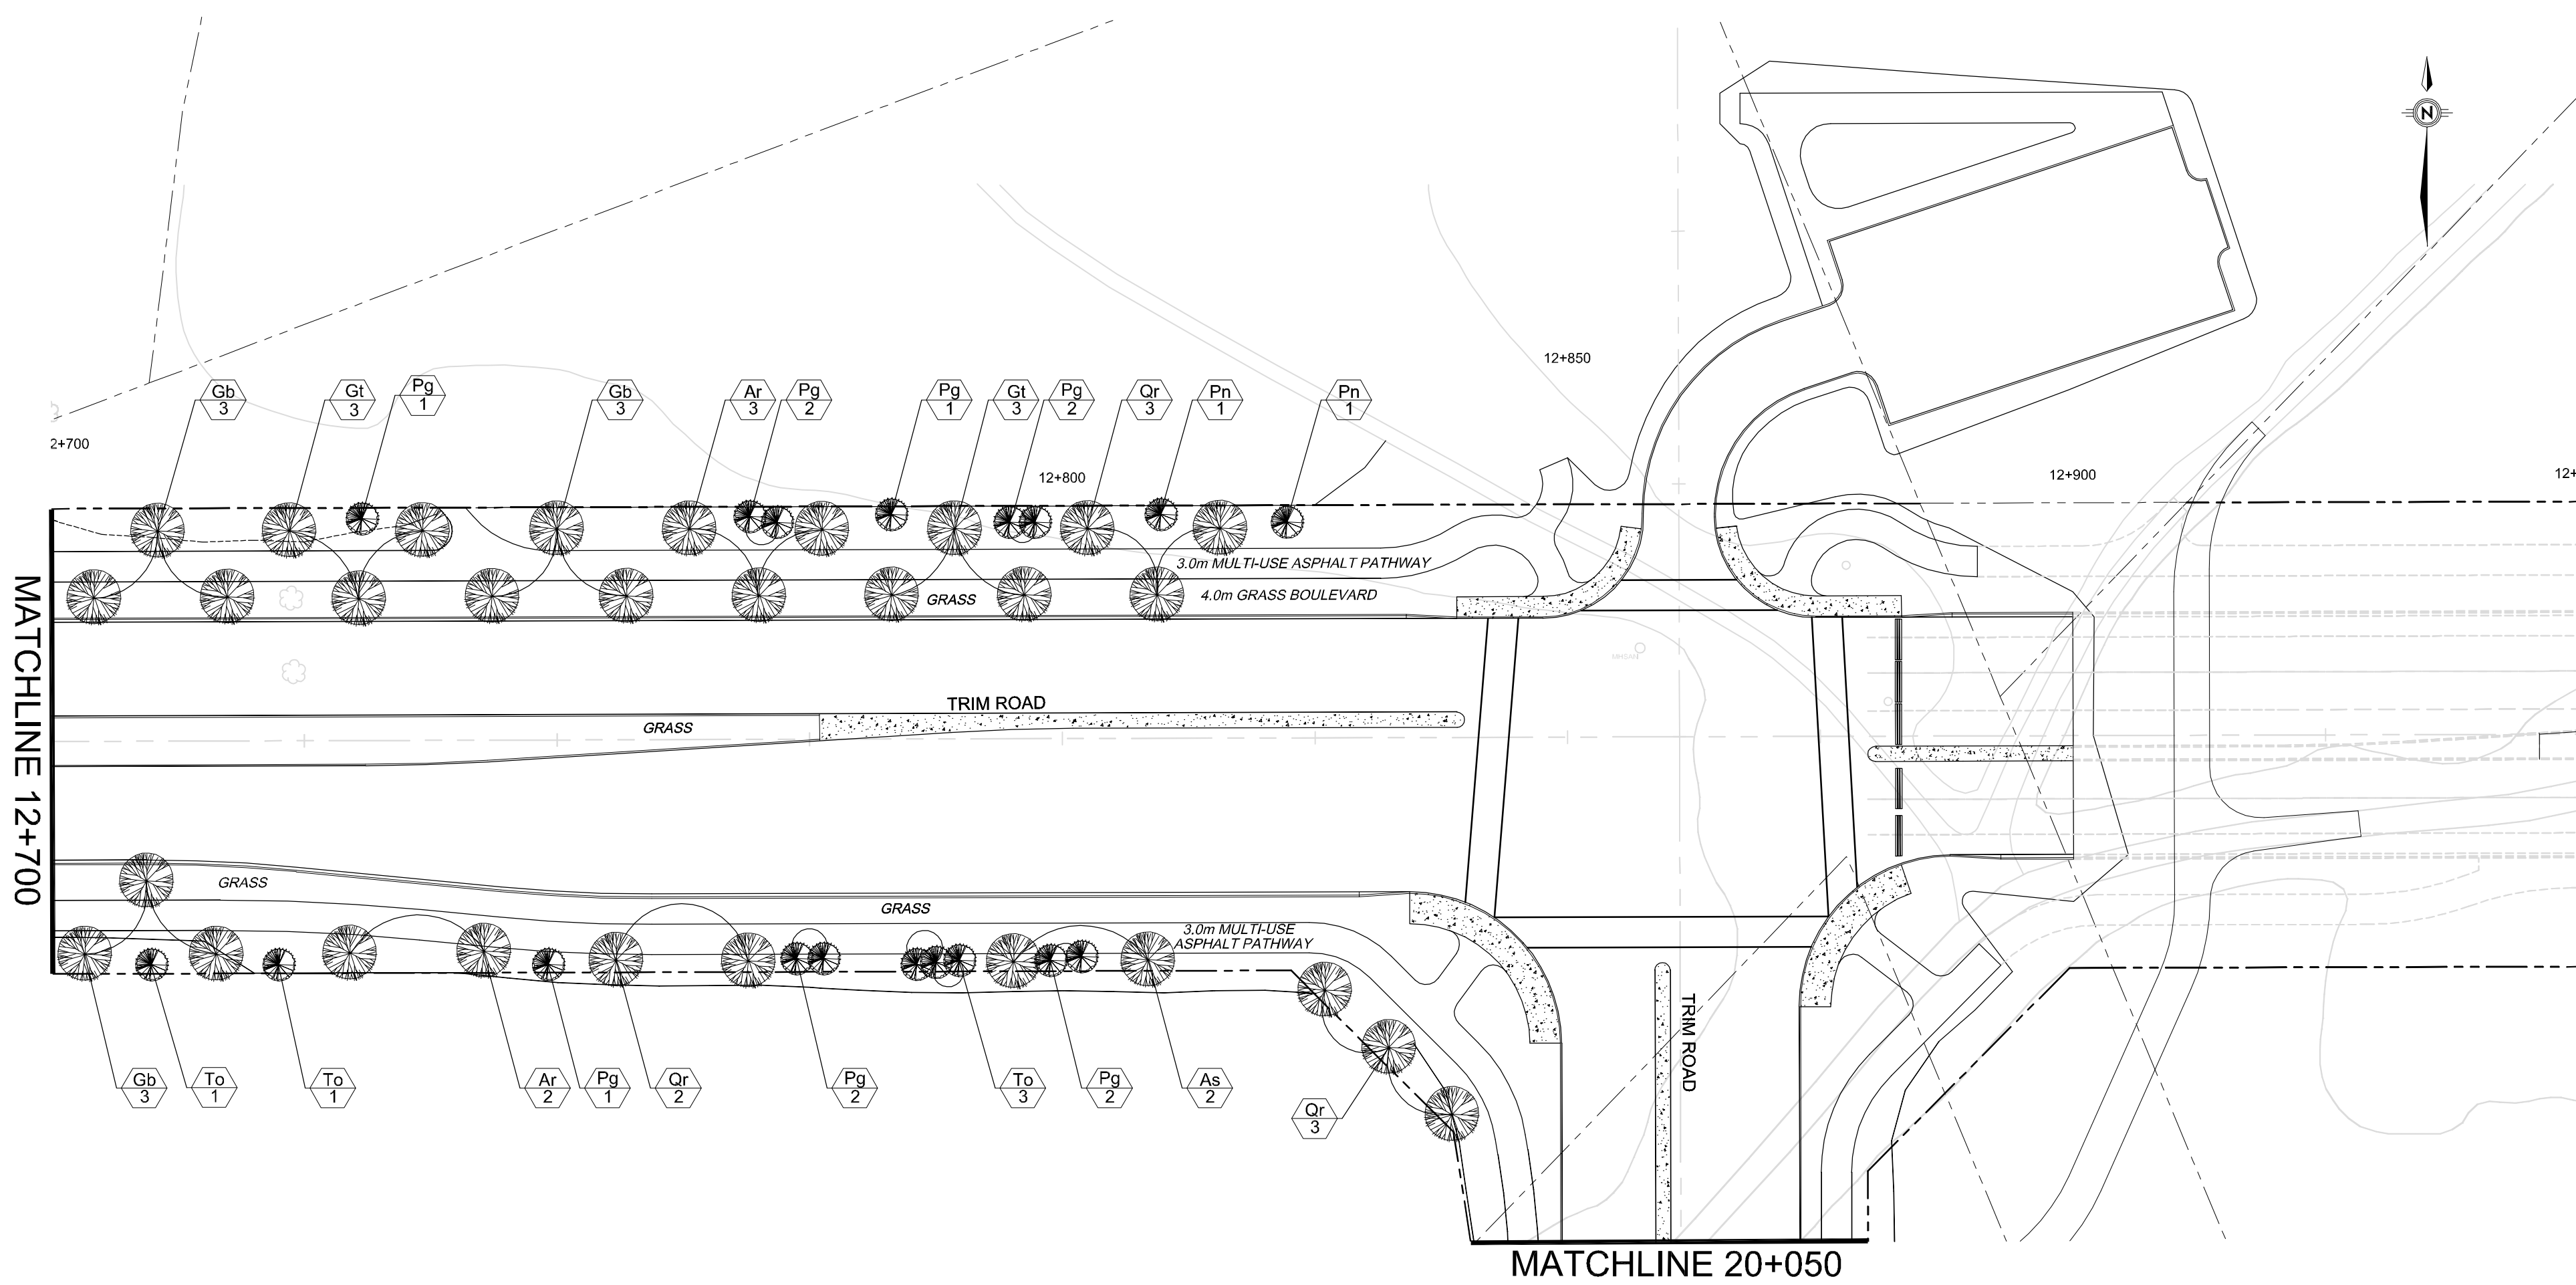 N
12+850
Gb
3
Gt
3
Pg
1
Gb
3
Ar
3
Pg
2
Pg
1
Gt
3
Pg
2
Qr
3
Pn
1
Pn
1
2+700
12+800
12+900
12+
3.0m MULTI-USE ASPHALT PATHWAY
GRASS
4.0m GRASS BOULEVARD
MHSAN
MATCHLINE 12+700
TRIM ROAD
GRASS
GRASS
GRASS
3.0m MULTI-USE
ASPHALT PATHWAY
TRIM ROAD
Gb
3
To
1
To
1
Ar
2
Pg
1
Qr
2
Pg
2
To
3
Pg
2
As
2
Qr
3
MATCHLINE 20+050